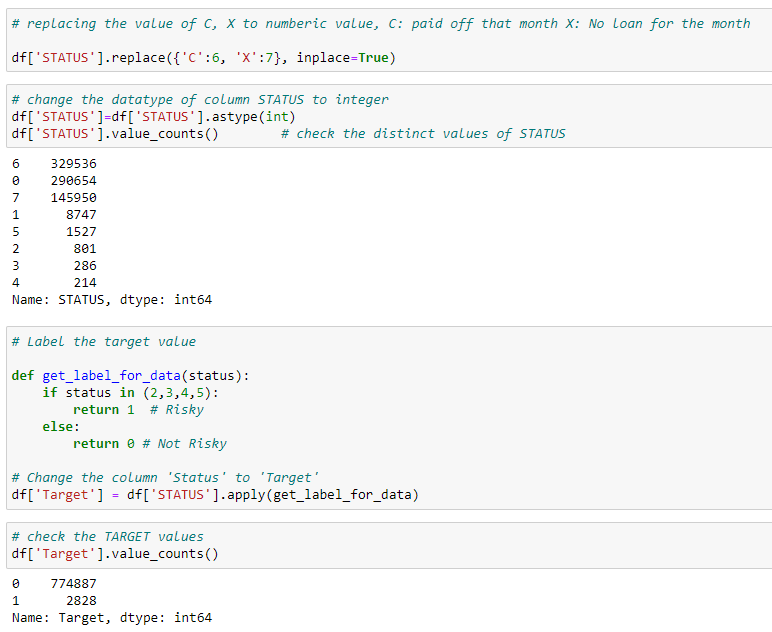 # replacing the value of C, X to numberic value, C: paid off that month X: No loan for the month
df['STATUS'].replace({'C':6, 'X':7}, inplace=True)
# change the datatype of column STATUS to integer
df['STATUS']=df['STATUS'].astype(int)
df['STATUS'].value_counts()        # check the distinct values of STATUS
6    329536
0    290654
7    145950
1      8747
5      1527
2       801
3       286
4       214
Name: STATUS, dtype: int64
# Label the target value
def get_label_for_data(status):
    if status in (2,3,4,5):
        return 1  # Risky
    else:
        return 0 # Not Risky
# Change the column 'Status' to 'Target'
df['Target'] = df['STATUS'].apply(get_label_for_data)
# check the TARGET values
df['Target'].value_counts()
0    774887
1      2828
Name: Target, dtype: int64